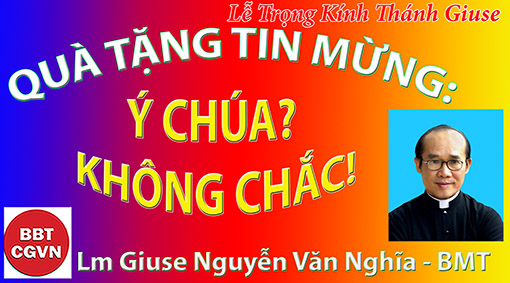 Lễ Trọng Kính Thánh Giuse
QUÀ TẶNG TIN MỪNG:
Ý CHÚA?
KHÔNG CHẮC!
BBT
CGVN
Lm Giuse Nguyễn Văn Nghĩa - BMT